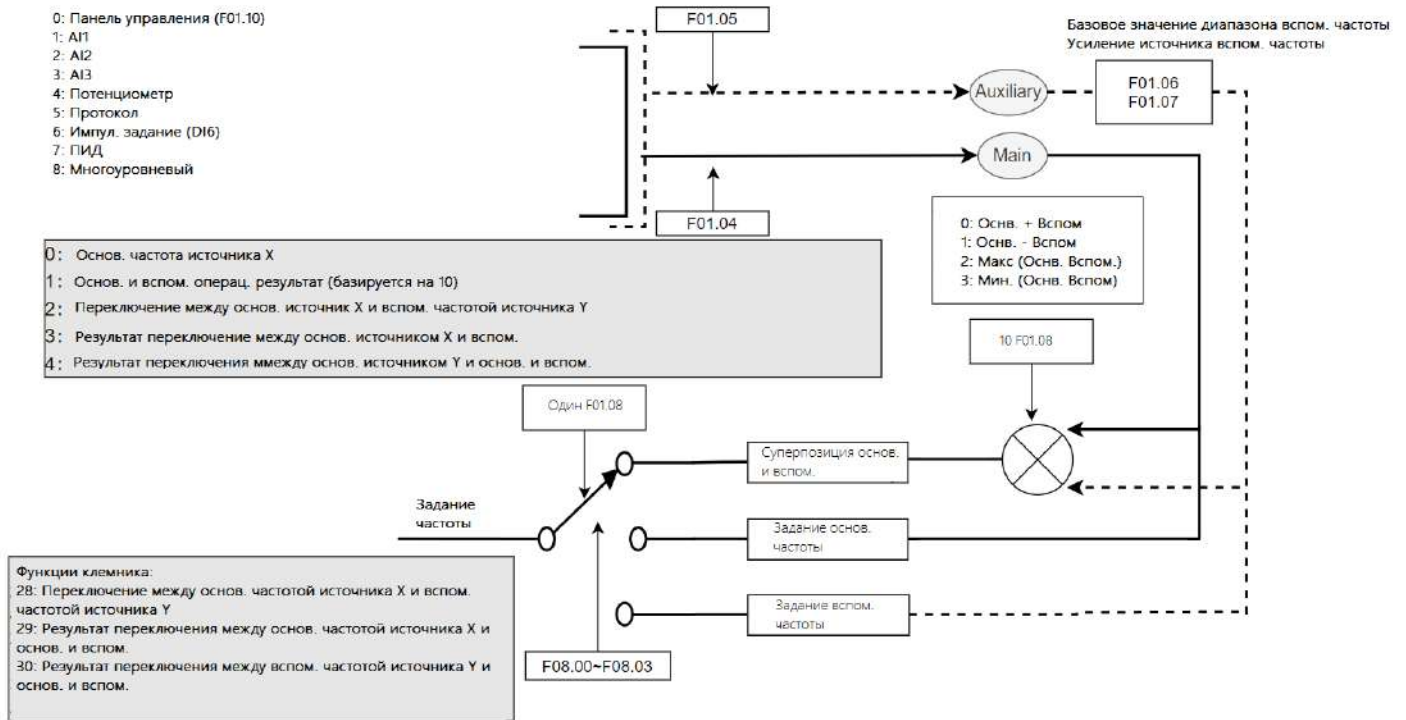 0: Панель управления (F01.10)
1: AI1
2: AI2
3: AI3
4: Потенциометр
5: Протокол
6: Импул. задание (DI6)
7: ПИД
8: Многоуровневый
F01.05
Базовое значение диапазона вспом. частоты
Усиление источника вспом. частоты
Auxiliary
F01.06
F01.07
Main
F01.04
0: Оснв. + Вспом
1: Оснв. - Вспом
2: Макс (Оснв. Вспом.)
3: Мин. (Оснв. Вспом)
0: Основ. частота источника X
1: Основ. и вспом. операц. результат (базируется на 10)
2: Переключение между основ. источник X и вспом. частотой источника Y
3: Результат переключение между основ. источником X и вспом.
4: Результат переключения ммежду основ. источником Y и основ. и вспом.
10 F01.08
Один F01.08
Суперпозиция основ.
и вспом.
Задание
частоты
Задание основ.
частоты
Задание вспом.
частоты
F08.00~F08.03
Функции клемника:
28: Переключение между основ. частотой источника X и вспом.
частотой источника Y
29: Результат переключения между основ. частотой источника X и
основ. и вспом.
30: Результат переключения между вспом. частотой источника Y и
основ. и вспом.